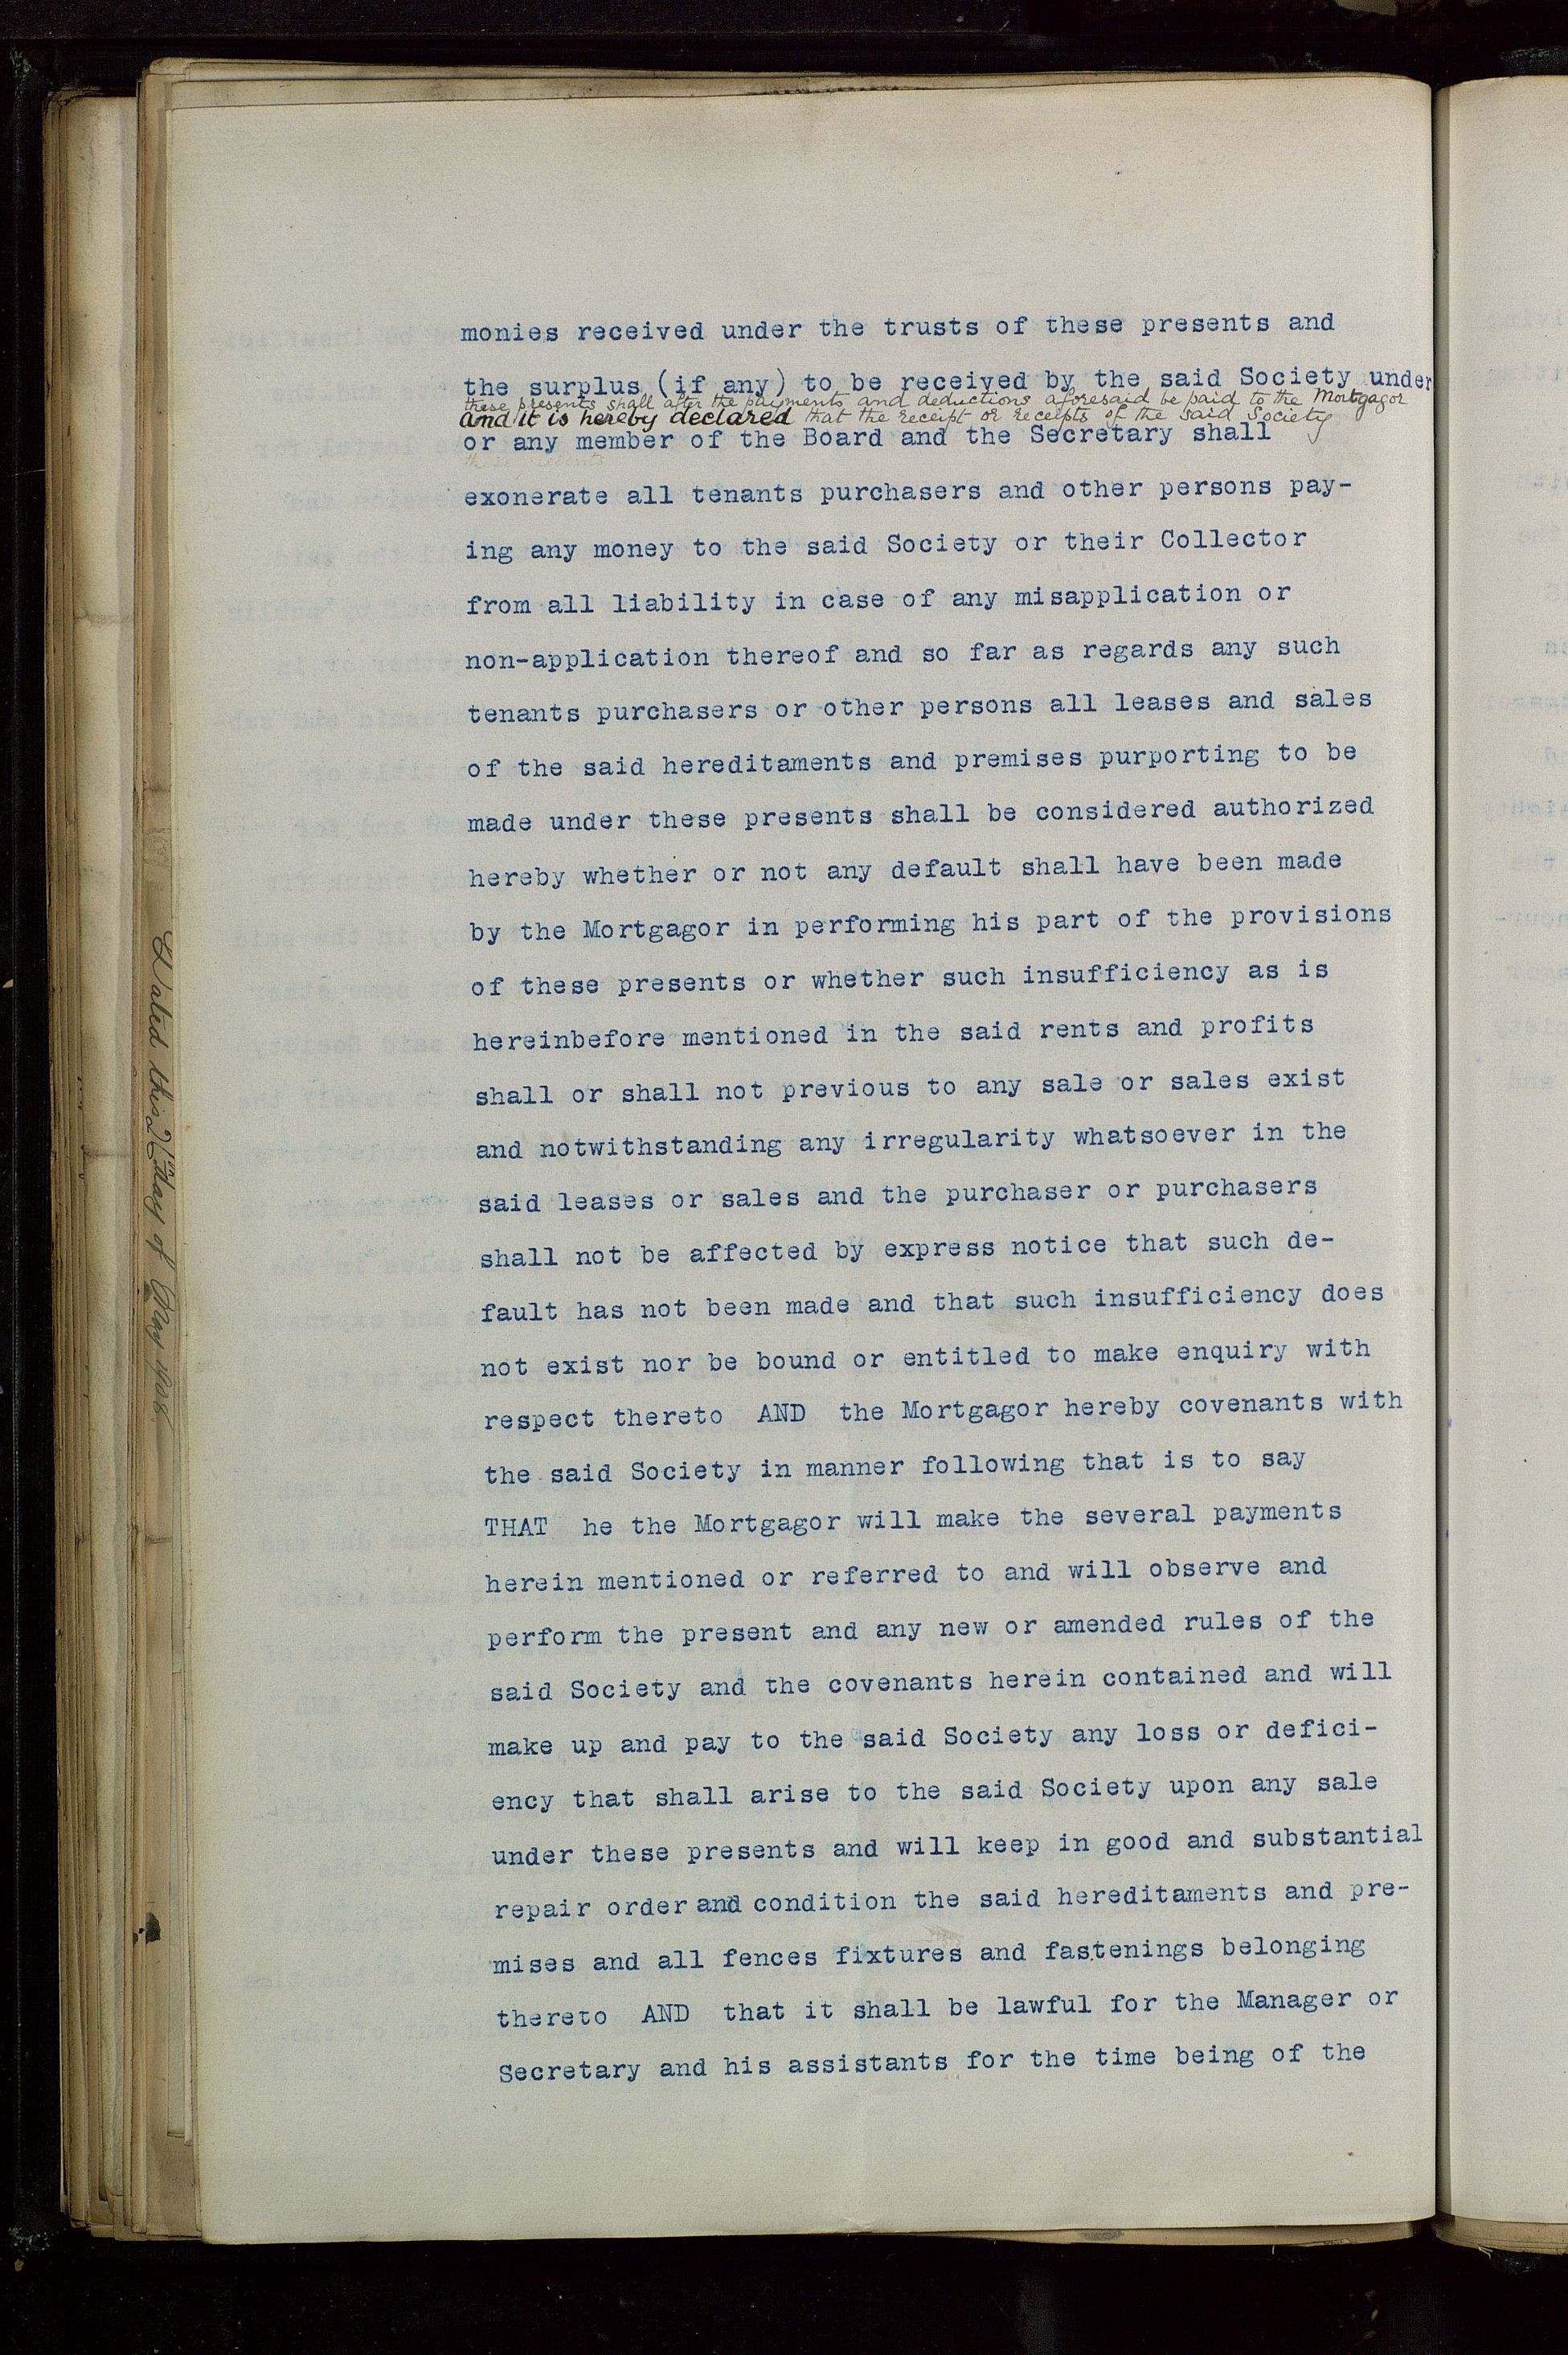 monies received under the trusts of these presents and
the surplus (if any) to be received by the said Society under
these presents shall after the payments and deductions aforesaid be paid to the Mortgagor
and it is hereby declared that the receipt or receipts of the said Society
or any member of the Board and the Secretary shall
exonerate all tenants purchasers and other persons pay-
ing any money to the said Society or their Collector
from all liability in case of any misapplication or
non-application thereof and so far as regards any such
tenants purchasers or other persons all leases and sales
of the said hereditaments and premises purporting to be
made under these presents shall be considered authorized
hereby whether or not any default shall have been made
by the Mortgagor in performing his part of the provisions
of these presents or whether such insufficiency as is
hereinbefore mentioned in the said rents and profits
shall or shall not previous to any sale or sales exist
and notwithstanding any irregularity whatsoever in the
said leases or sales and the purchaser or purchasers
shall not be affected by express notice that such de-
fault has not been made and that such insufficiency does
not exist nor be bound or entitled to make enquiry with
respect thereto AND the Mortgagor hereby covenants with
the said Society in manner following that is to say
THAT he the Mortgagor will make the several payments
herein mentioned or referred to and will observe and
perform the present and any new or amended rules of the
said Society and the covenants herein contained and will
make up and pay to the said Society any loss or defici-
ency that shall arise to the said Society upon any sale
under these presents and will keep in good and substantial
repair order and condition the said hereditaments and pre-
mises and all fences fixtures and fastenings belonging
thereto AND that it shall be lawful for the Manager or
Secretary and his assistants for the time being of the
Dated this day of May